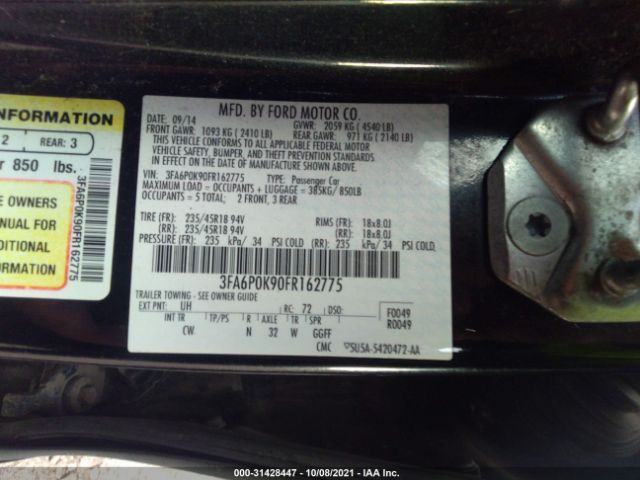 INFORMATION
2 REAR: 3
r 850 lbs.
E OWNERS
MANUAL FOR
DITIONAL
ORMATION
3FA6P0K90FR162775
MFD. BY FORD MOTOR CO.
DATE: 09/14 GVWR: 2059 KG ( 4540 LB)
FRONT GAWR: 1093 KG ( 2410 LB) REAR GAWR: 971 KG ( 2140 LB)
THIS VEHICLE CONFORMS TO ALL APPLICABLE FEDERAL MOTOR
VEHICLE SAFETY, BUMPER, AND THEFT PREVENTION STANDARDS
IN EFFECT ON THE DATE OF MANUFACTURE SHOWN ABOVE.
VIN: 3FA6P0K90FR162775 TYPE: Passenger Car
MAXIMUM LOAD = OCCUPANTS + LUGGAGE = 385KG/850LB
OCCUPANTS = 5 TOTAL; 2 FRONT, 3 REAR
TIRE (FR): 235/45R18 94V RIMS (FR): 18x8.0J
(RR): 235/45R18 94V (RR): 18x8.0J
PRESSURE (FR): 235 kPa/ 34 PSI COLD (RR): 235 kPa/ 34 PSI COLD
3FA6P0K90FR162775
TRAILER TOWING - SEE OWNER GUIDE
EXT PNT: UH RC: 72 DSO: F0049
INT TR TP/PS R AXLE TR SPR R0049
CW N 32 W GGFF
CMC 5U5A-5420472-AA
000-31428447 - 10/08/2021 - IAA Inc.